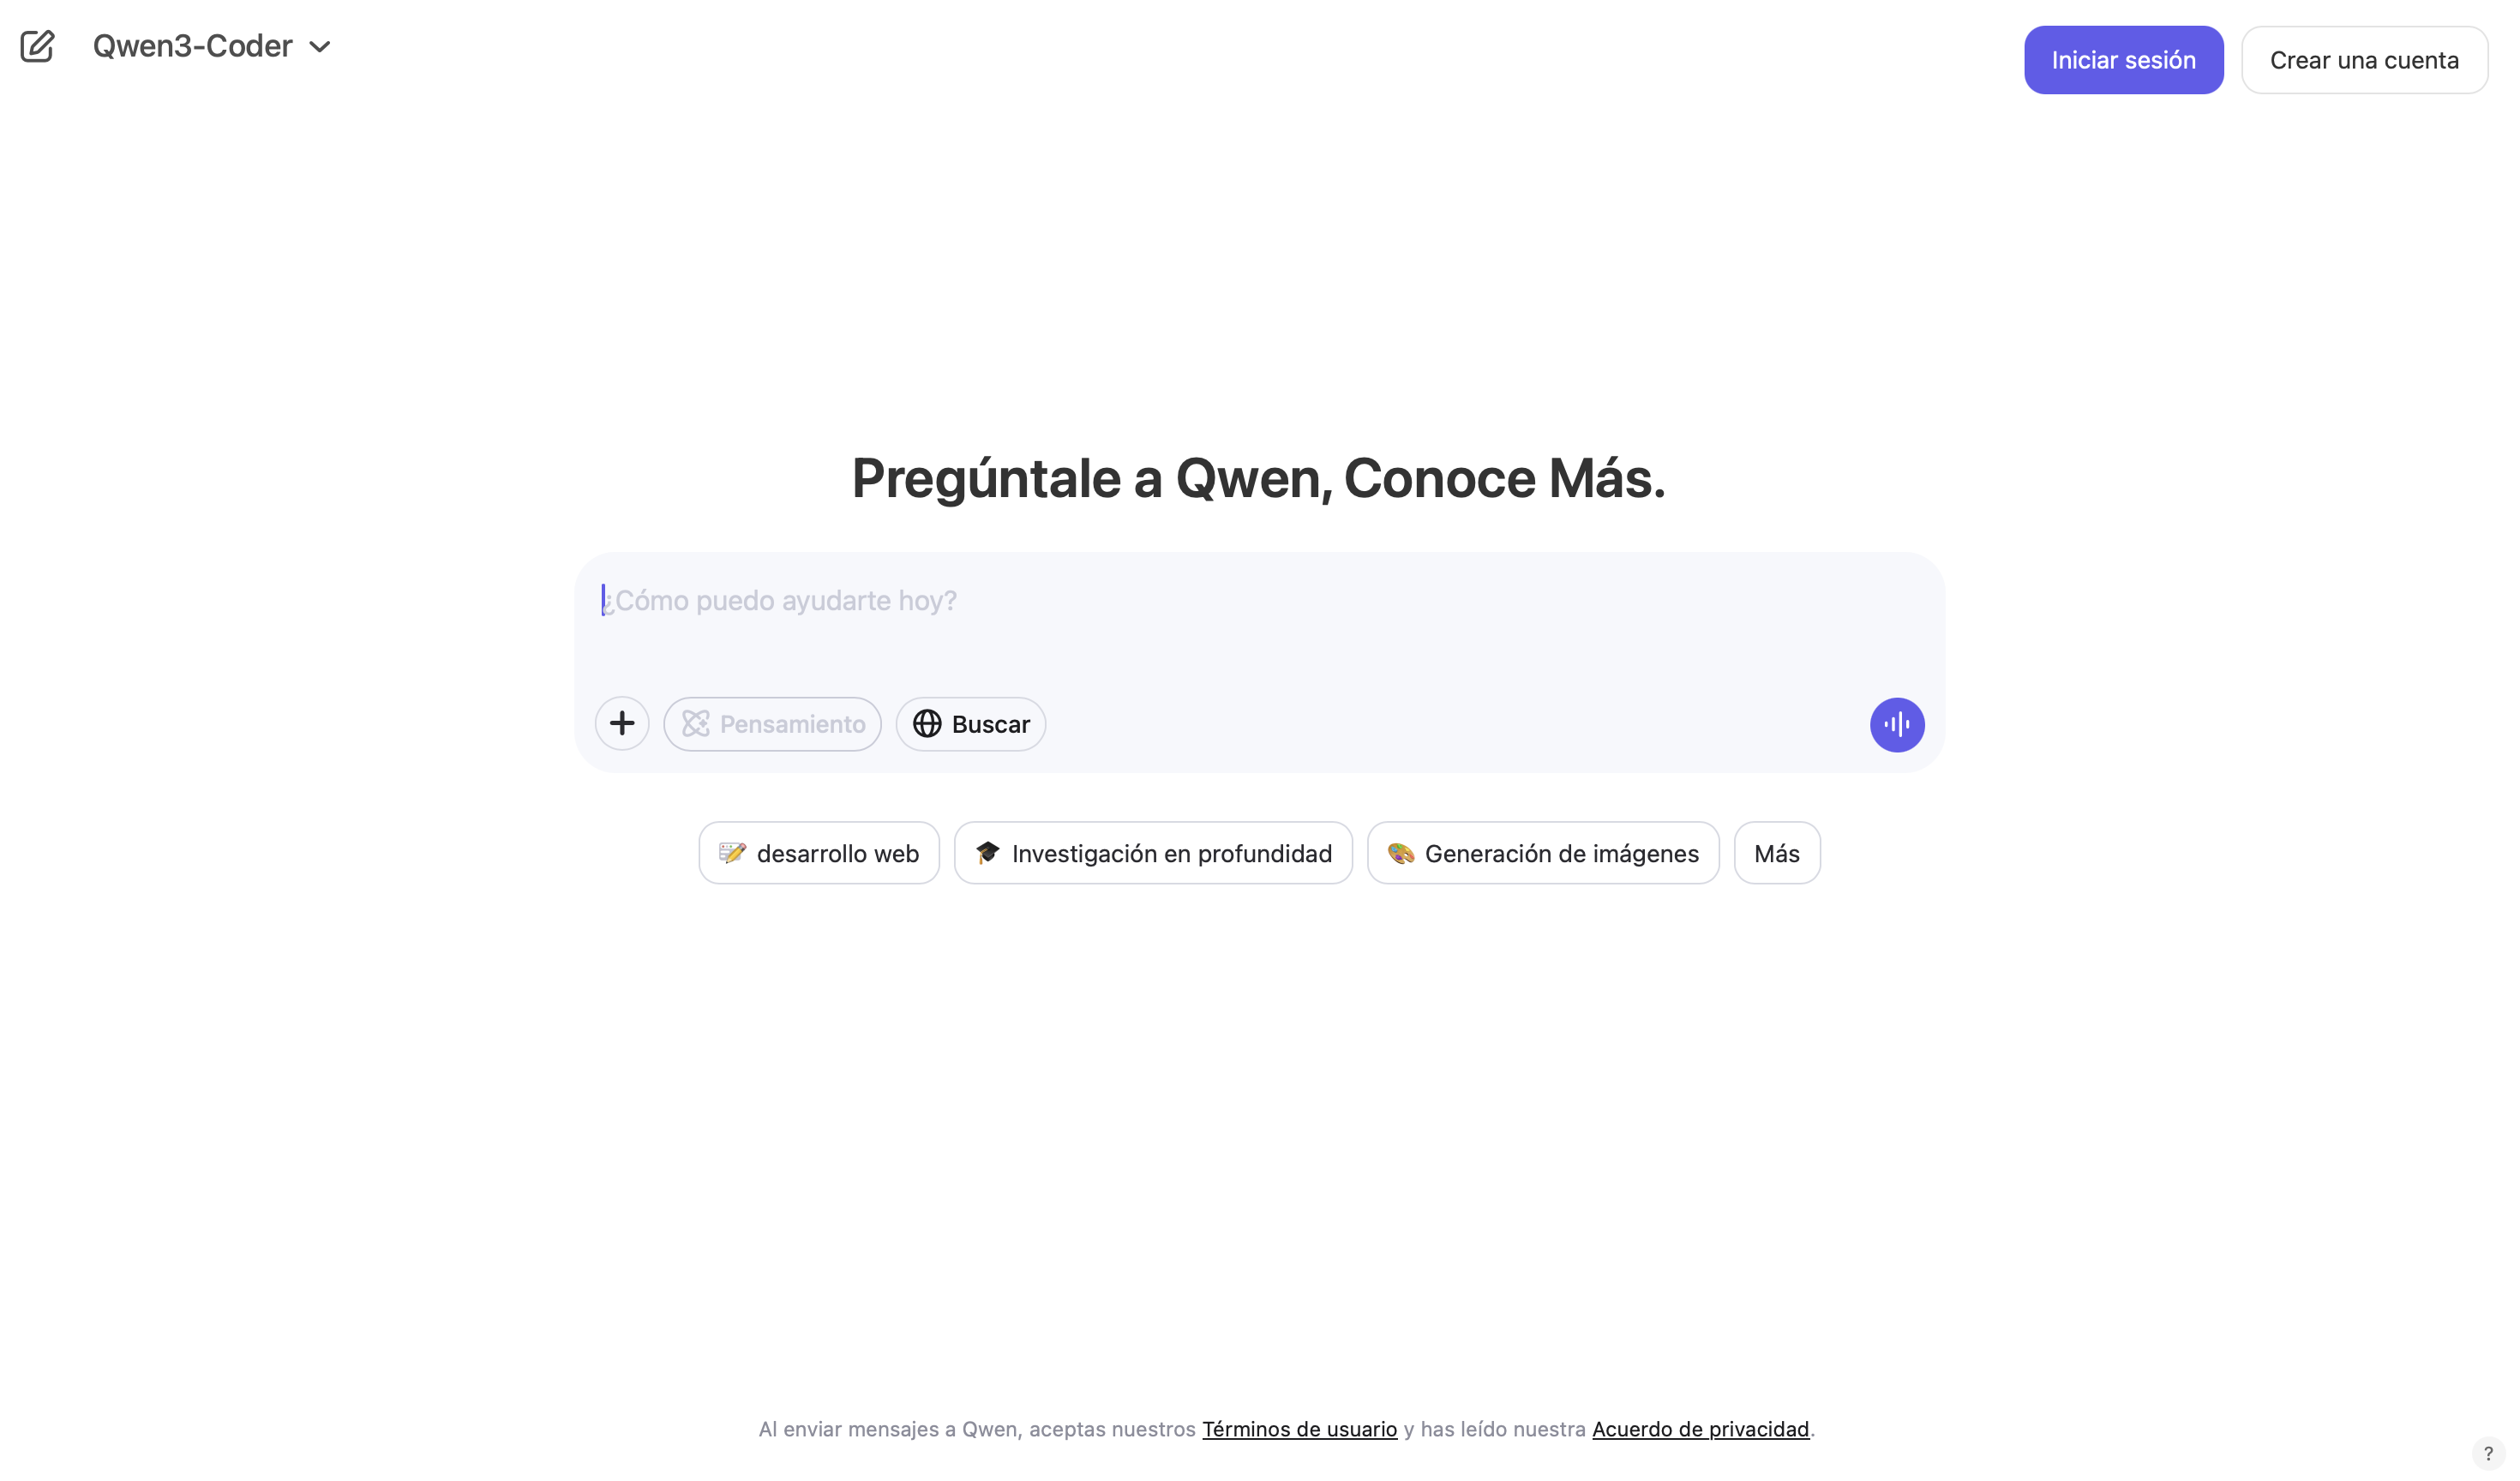 Qwen3-Coder
Iniciar sesión
Crear una cuenta
Pregúntale a Qwen, Conoce Más.
¿Cómo puedo ayudarte hoy?
Pensamiento
Buscar
desarrollo web
Investigación en profundidad
Generación de imágenes
Más
Al enviar mensajes a Qwen, aceptas nuestros Términos de usuario y has leído nuestra Acuerdo de privacidad.
?